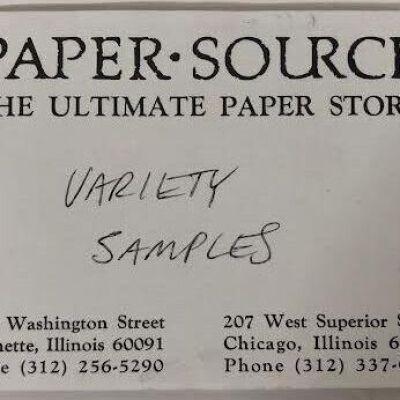 PAPER·SOURC
HE ULTIMATE PAPER STOR
VARIETY
SAMPLES
Washington Street
nette, Illinois 60091
e (312) 256-5290
207 West Superior S
Chicago, Illinois 6
Phone (312) 337-